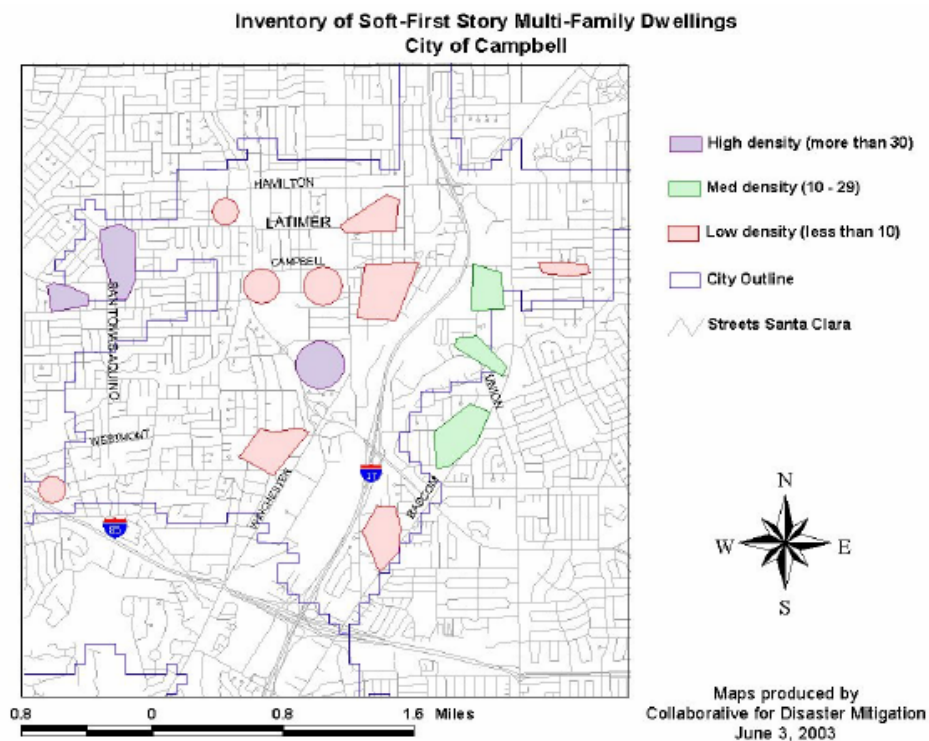 Inventory of Soft-First Story Multi-Family Dwellings
City of Campbell
HAMILTON
LATIMER
CAMPBELL
SAN TOMAS AQUINO
UNION
WESTMONT
WINCHESTER
BASCOM
17
85
High density (more than 30)
Med density (10 - 29)
Low density (less than 10)
City Outline
Streets Santa Clara
N
W
E
S
0.8
0
0.8
1.6 Miles
Maps produced by
Collaborative for Disaster Mitigation
June 3, 2003